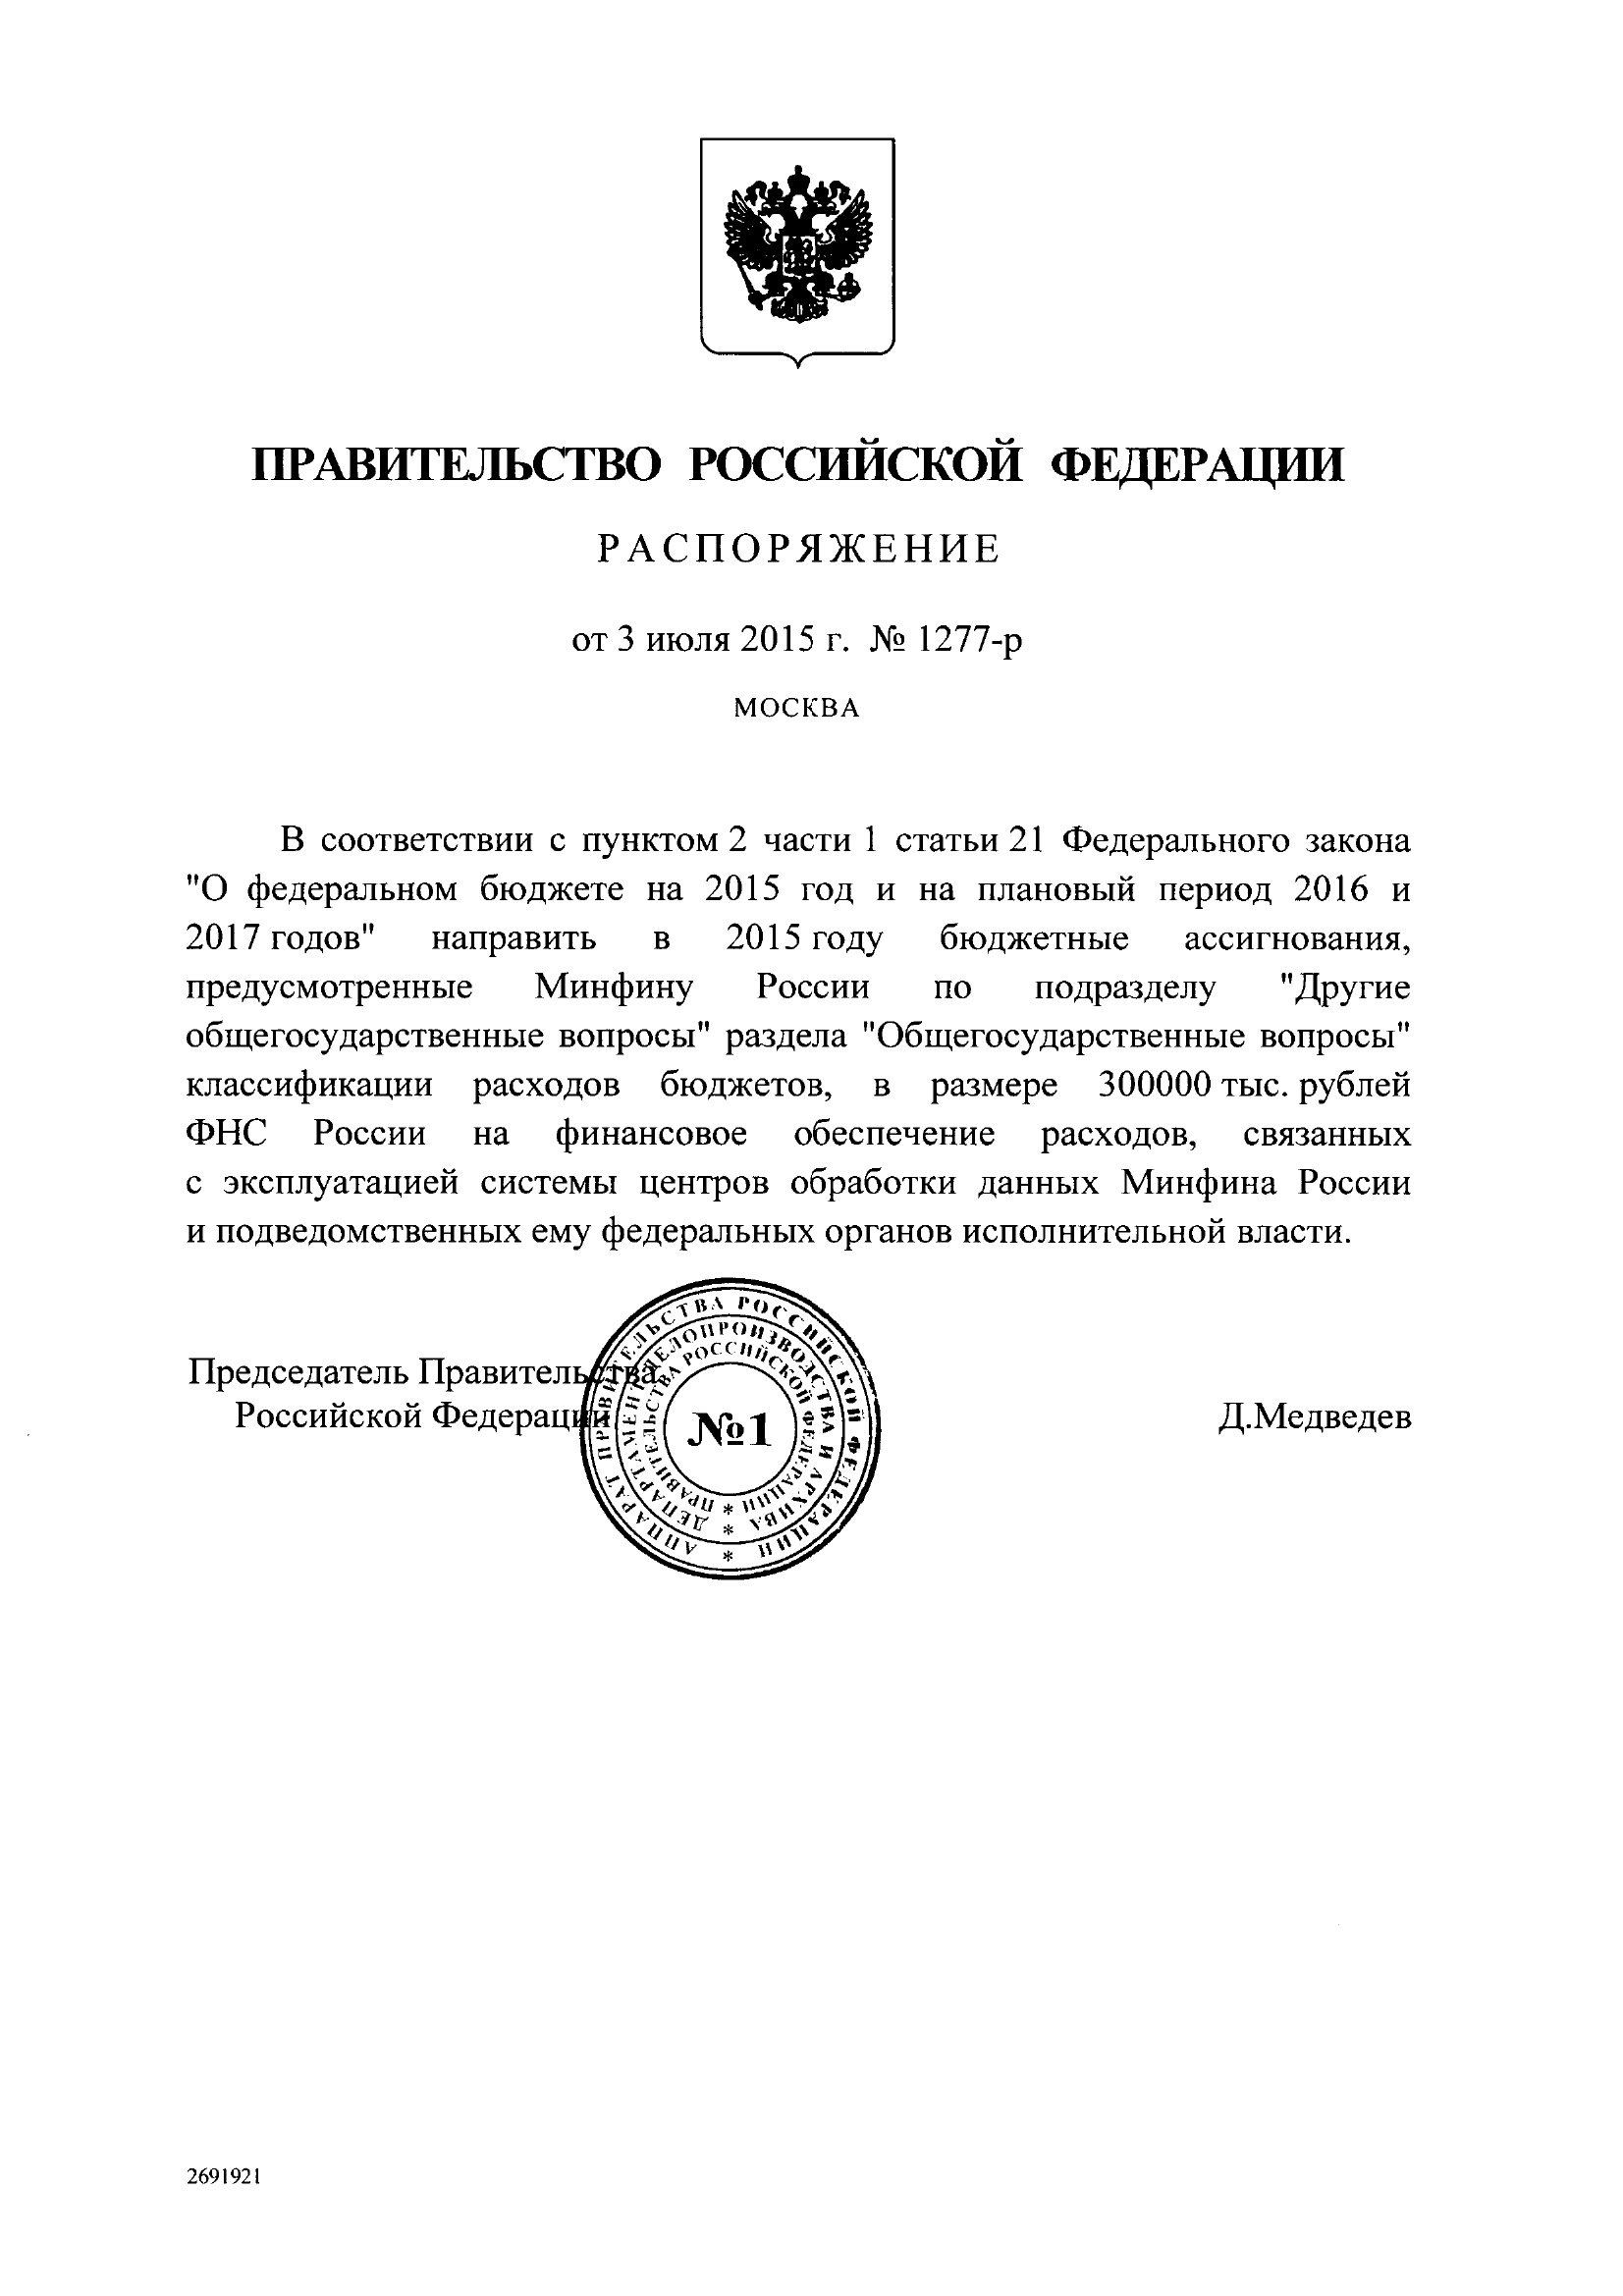 ПРАВИТЕЛЬСТВО РОССИЙСКОЙ ФЕДЕРАЦИИ
РАСПОРЯЖЕНИЕ
от 3 июля 2015 г. № 1277-р
МОСКВА
В соответствии с пунктом 2 части 1 статьи 21 Федерального закона
"О федеральном бюджете на 2015 год и на плановый период 2016 и
2017 годов" направить в 2015 году бюджетные ассигнования,
предусмотренные Минфину России по подразделу "Другие
общегосударственные вопросы" раздела "Общегосударственные вопросы"
классификации расходов бюджетов, в размере 300000 тыс. рублей
ФНС России на финансовое обеспечение расходов, связанных
с эксплуатацией системы центров обработки данных Минфина России
и подведомственных ему федеральных органов исполнительной власти.
Председатель Правительства
Российской Федерации
Д.Медведев
АППАРАТ ПРАВИТЕЛЬСТВА РОССИЙСКОЙ ФЕДЕРАЦИИ *
ДЕПАРТАМЕНТ ДЕЛОПРОИЗВОДСТВА И АРХИВА *
ПРАВИТЕЛЬСТВА РОССИЙСКОЙ ФЕДЕРАЦИИ *
№1
2691921